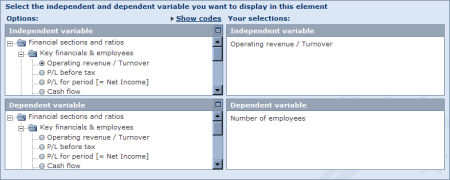 Select the independent and dependent variable you want to display in this element
Options: Show codes Your selections:
Independent variable
Financial sections and ratios
Key financials & employees
Operating revenue / Turnover
P/L before tax
P/L for period [= Net Income]
Cash flow
Independent variable
Operating revenue / Turnover
Dependent variable
Financial sections and ratios
Key financials & employees
Operating revenue / Turnover
P/L before tax
P/L for period [= Net Income]
Cash flow
Dependent variable
Number of employees